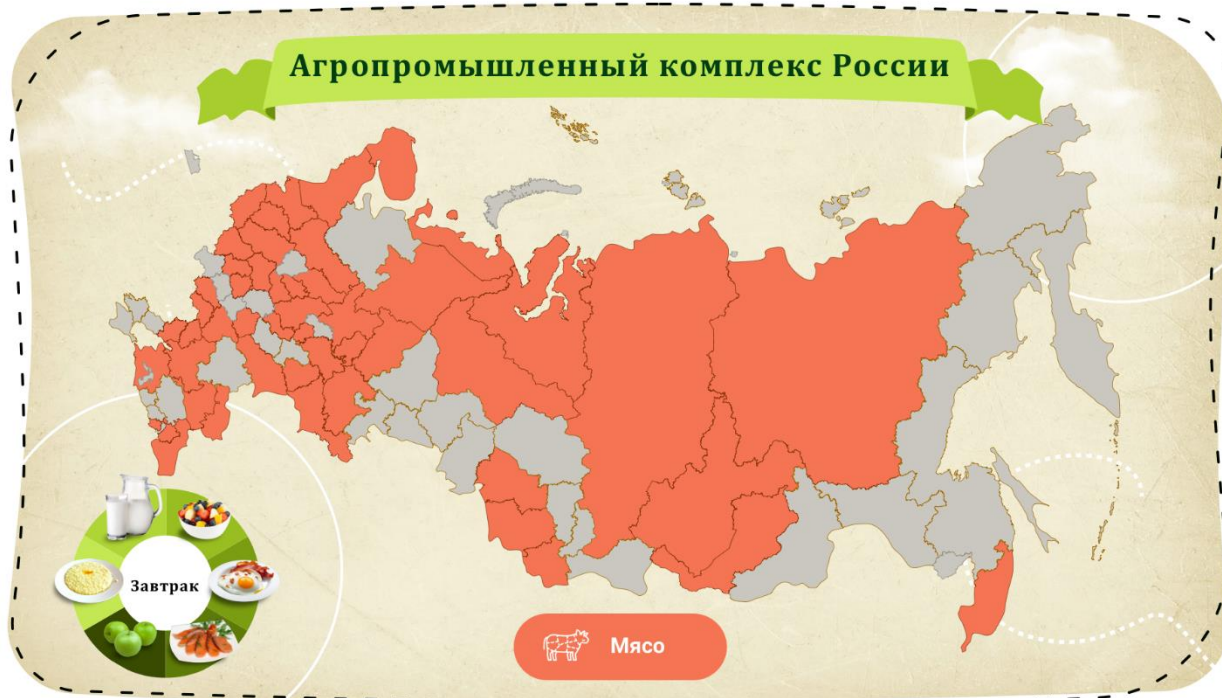 Агропромышленный комплекс России
Завтрак
Мясо